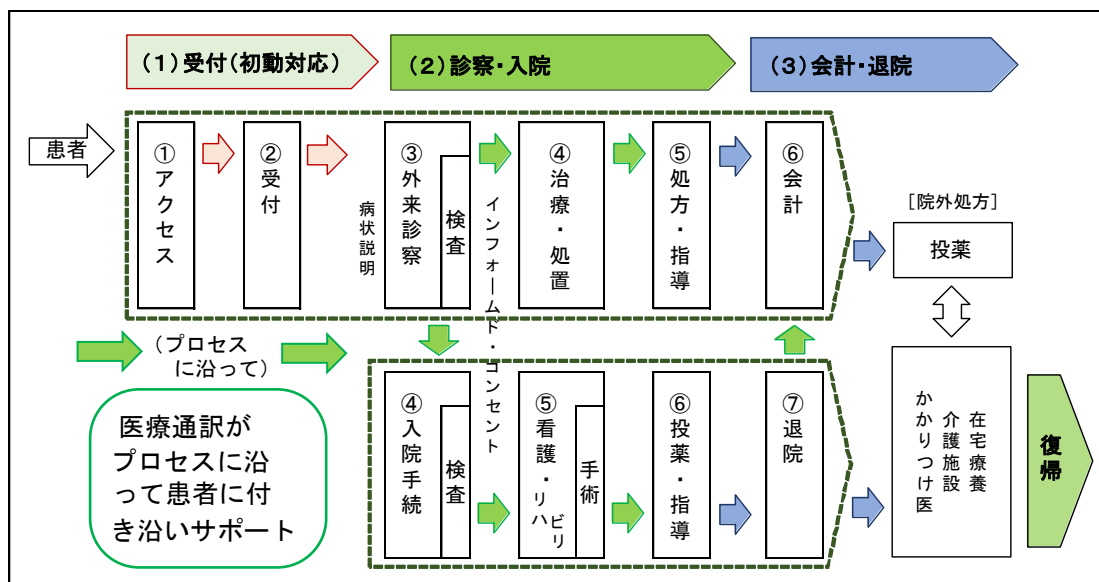 (1)受付(初動対応)
(2)診察・入院
(3)会計・退院
患者
①アクセス
②受付
病状説明
③外来診察
検査
インフォームド・コンセント
④治療・処置
⑤処方・指導
⑥会計
[院外処方]
投薬
(プロセス
に沿って)
医療通訳が
プロセスに沿
って患者に付
き沿いサポート
④入院手続
検査
⑤看護・リハビリ
手術
⑥投薬・指導
⑦退院
在宅療養
介護施設
かかりつけ医
復帰